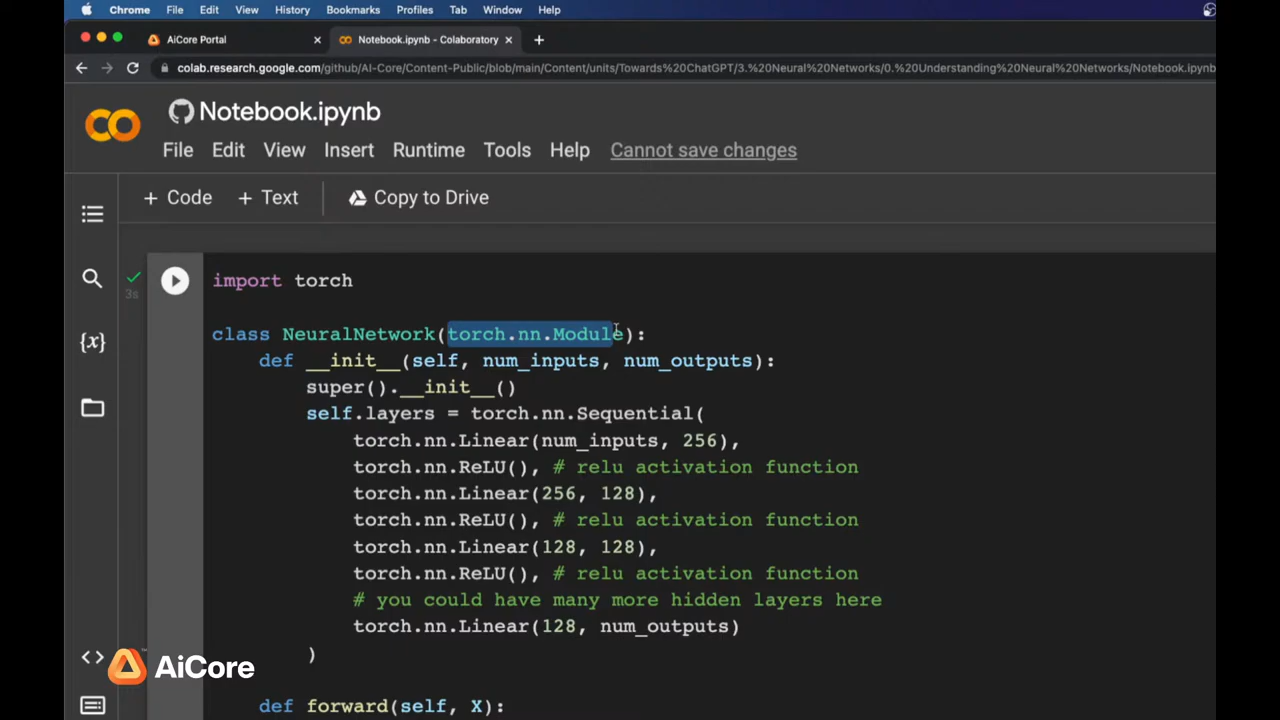 Chrome File Edit View History Bookmarks Profiles Tab Window Help
AiCore Portal × Notebook.ipynb - Colaboratory × +
colab.research.google.com/github/AI-Core/Content-Public/blob/main/Content/units/Towards%20ChatGPT/3.%20Neural%20Networks/0.%20Understanding%20Neural%20Networks/Notebook.ipynb
Notebook.ipynb
File Edit View Insert Runtime Tools Help Cannot save changes
+ Code + Text Copy to Drive
3s
{x}
import torch
class NeuralNetwork(torch.nn.Module):
def __init__(self, num_inputs, num_outputs):
super().__init__()
self.layers = torch.nn.Sequential(
torch.nn.Linear(num_inputs, 256),
torch.nn.ReLU(), # relu activation function
torch.nn.Linear(256, 128),
torch.nn.ReLU(), # relu activation function
torch.nn.Linear(128, 128),
torch.nn.ReLU(), # relu activation function
# you could have many more hidden layers here
torch.nn.Linear(128, num_outputs)
)
def forward(self, X):
<> AiCore